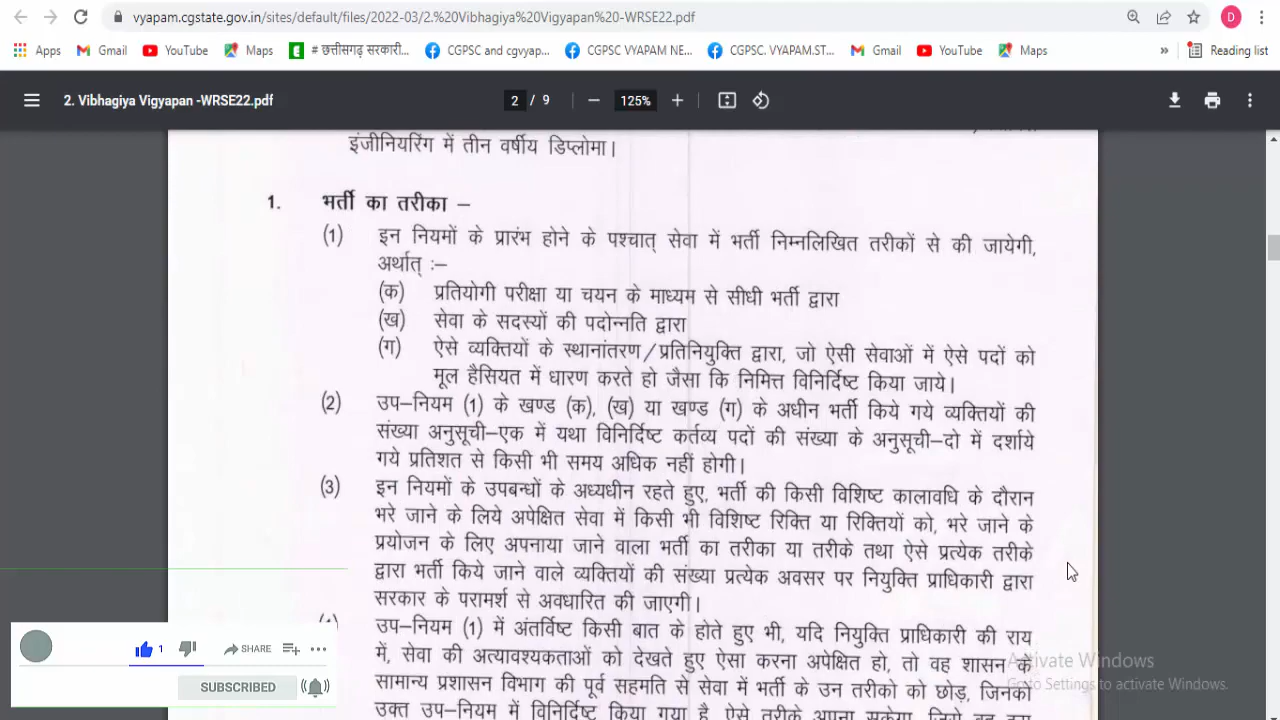 vyapam.cgstate.gov.in/sites/default/files/2022-03/2.%20Vibhagiya%20Vigyapan%20-WRSE22.pdf
D
Apps
Gmail
YouTube
Maps
# छत्तीसगढ़ सरकारी...
CGPSC and cgvyap...
CGPSC VYAPAM NE...
CGPSC. VYAPAM.ST...
Gmail
YouTube
Maps
»
Reading list
2. Vibhagiya Vigyapan -WRSE22.pdf
2 / 9
125%
इंजीनियरिंग में तीन वर्षीय डिप्लोमा।
1. भर्ती का तरीका –
(1) इन नियमों के प्रारंभ होने के पश्चात् सेवा में भर्ती निम्नलिखित तरीकों से की जायेगी,
अर्थात् :–
(क) प्रतियोगी परीक्षा या चयन के माध्यम से सीधी भर्ती द्वारा
(ख) सेवा के सदस्यों की पदोन्नति द्वारा
(ग) ऐसे व्यक्तियों के स्थानांतरण/प्रतिनियुक्ति द्वारा, जो ऐसी सेवाओं में ऐसे पदों को
मूल हैसियत में धारण करते हो जैसा कि निमित्त विनिर्दिष्ट किया जाये।
(2) उप–नियम (1) के खण्ड (क), (ख) या खण्ड (ग) के अधीन भर्ती किये गये व्यक्तियों की
संख्या अनुसूची–एक में यथा विनिर्दिष्ट कर्तव्य पदों की संख्या के अनुसूची–दो में दर्शाये
गये प्रतिशत से किसी भी समय अधिक नहीं होगी।
(3) इन नियमों के उपबन्धों के अध्यधीन रहते हुए, भर्ती की किसी विशिष्ट कालावधि के दौरान
भरे जाने के लिये अपेक्षित सेवा में किसी भी विशिष्ट रिक्ति या रिक्तियों को, भरे जाने के
प्रयोजन के लिए अपनाया जाने वाला भर्ती का तरीका या तरीके तथा ऐसे प्रत्येक तरीके
द्वारा भर्ती किये जाने वाले व्यक्तियों की संख्या प्रत्येक अवसर पर नियुक्ति प्राधिकारी द्वारा
सरकार के परामर्श से अवधारित की जाएगी।
उप–नियम (1) में अंतर्विष्ट किसी बात के होते हुए भी, यदि नियुक्ति प्राधिकारी की राय
में, सेवा की अत्यावश्यकताओं को देखते हुए ऐसा करना अपेक्षित हो, तो वह शासन के
सामान्य प्रशासन विभाग की पूर्व सहमति से सेवा में भर्ती के उन तरीको को छोड़, जिनको
उक्त उप–नियम में विनिर्दिष्ट किया गया है, ऐसे तरीके अपना सकेगा,
1
SHARE
SUBSCRIBED
Activate Windows
Go to Settings to activate Windows.